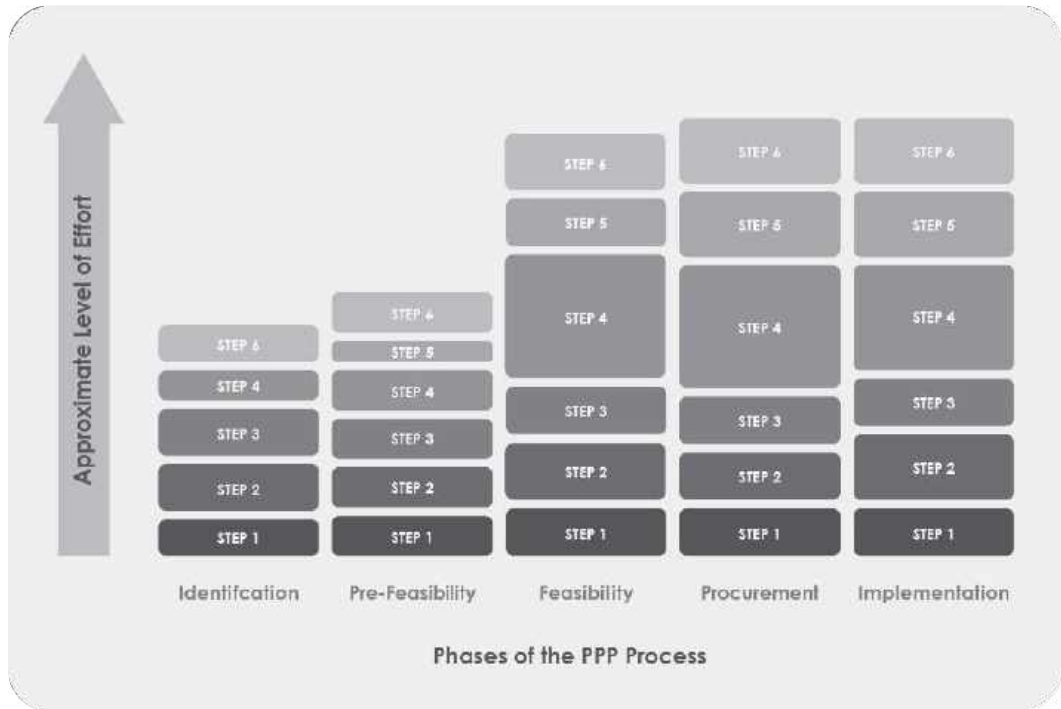 Approximate Level of Effort
STEP 6
STEP 4
STEP 3
STEP 2
STEP 1
Identifcation
STEP 6
STEP 5
STEP 4
STEP 3
STEP 2
STEP 1
Pre-Feasibility
STEP 6
STEP 5
STEP 4
STEP 3
STEP 2
STEP 1
Feasibility
STEP 6
STEP 5
STEP 4
STEP 3
STEP 2
STEP 1
Procurement
STEP 6
STEP 5
STEP 4
STEP 3
STEP 2
STEP 1
Implementation
Phases of the PPP Process